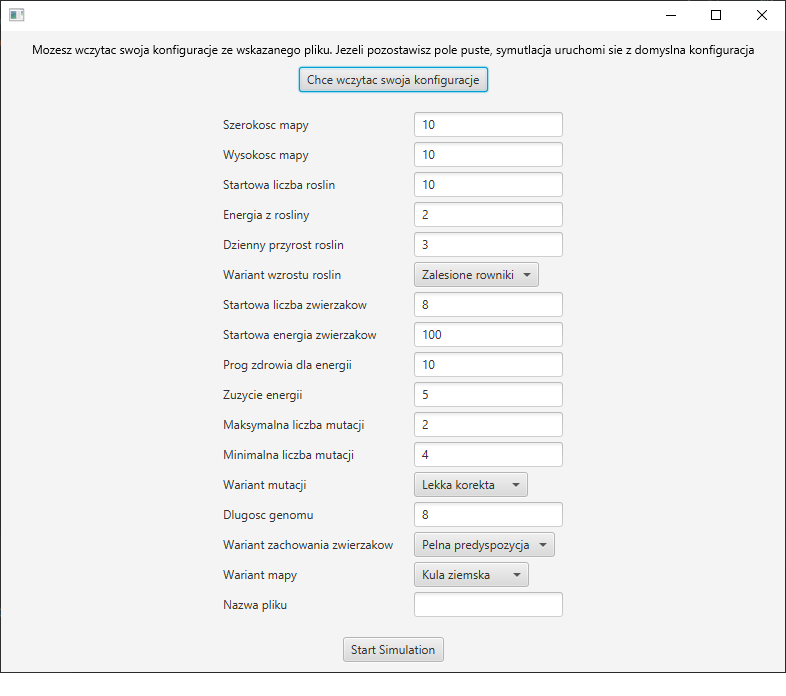 Mozesz wczytac swoja konfiguracje ze wskazanego pliku. Jezeli pozostawisz pole puste, symutlacja uruchomi sie z domyslna konfiguracja
Chce wczytac swoja konfiguracje
Szerokosc mapy 10
Wysokosc mapy 10
Startowa liczba roslin 10
Energia z rosliny 2
Dzienny przyrost roslin 3
Wariant wzrostu roslin Zalesione rowniki
Startowa liczba zwierzakow 8
Startowa energia zwierzakow 100
Prog zdrowia dla energii 10
Zuzycie energii 5
Maksymalna liczba mutacji 2
Minimalna liczba mutacji 4
Wariant mutacji Lekka korekta
Dlugosc genomu 8
Wariant zachowania zwierzakow Pelna predyspozycja
Wariant mapy Kula ziemska
Nazwa pliku
Start Simulation